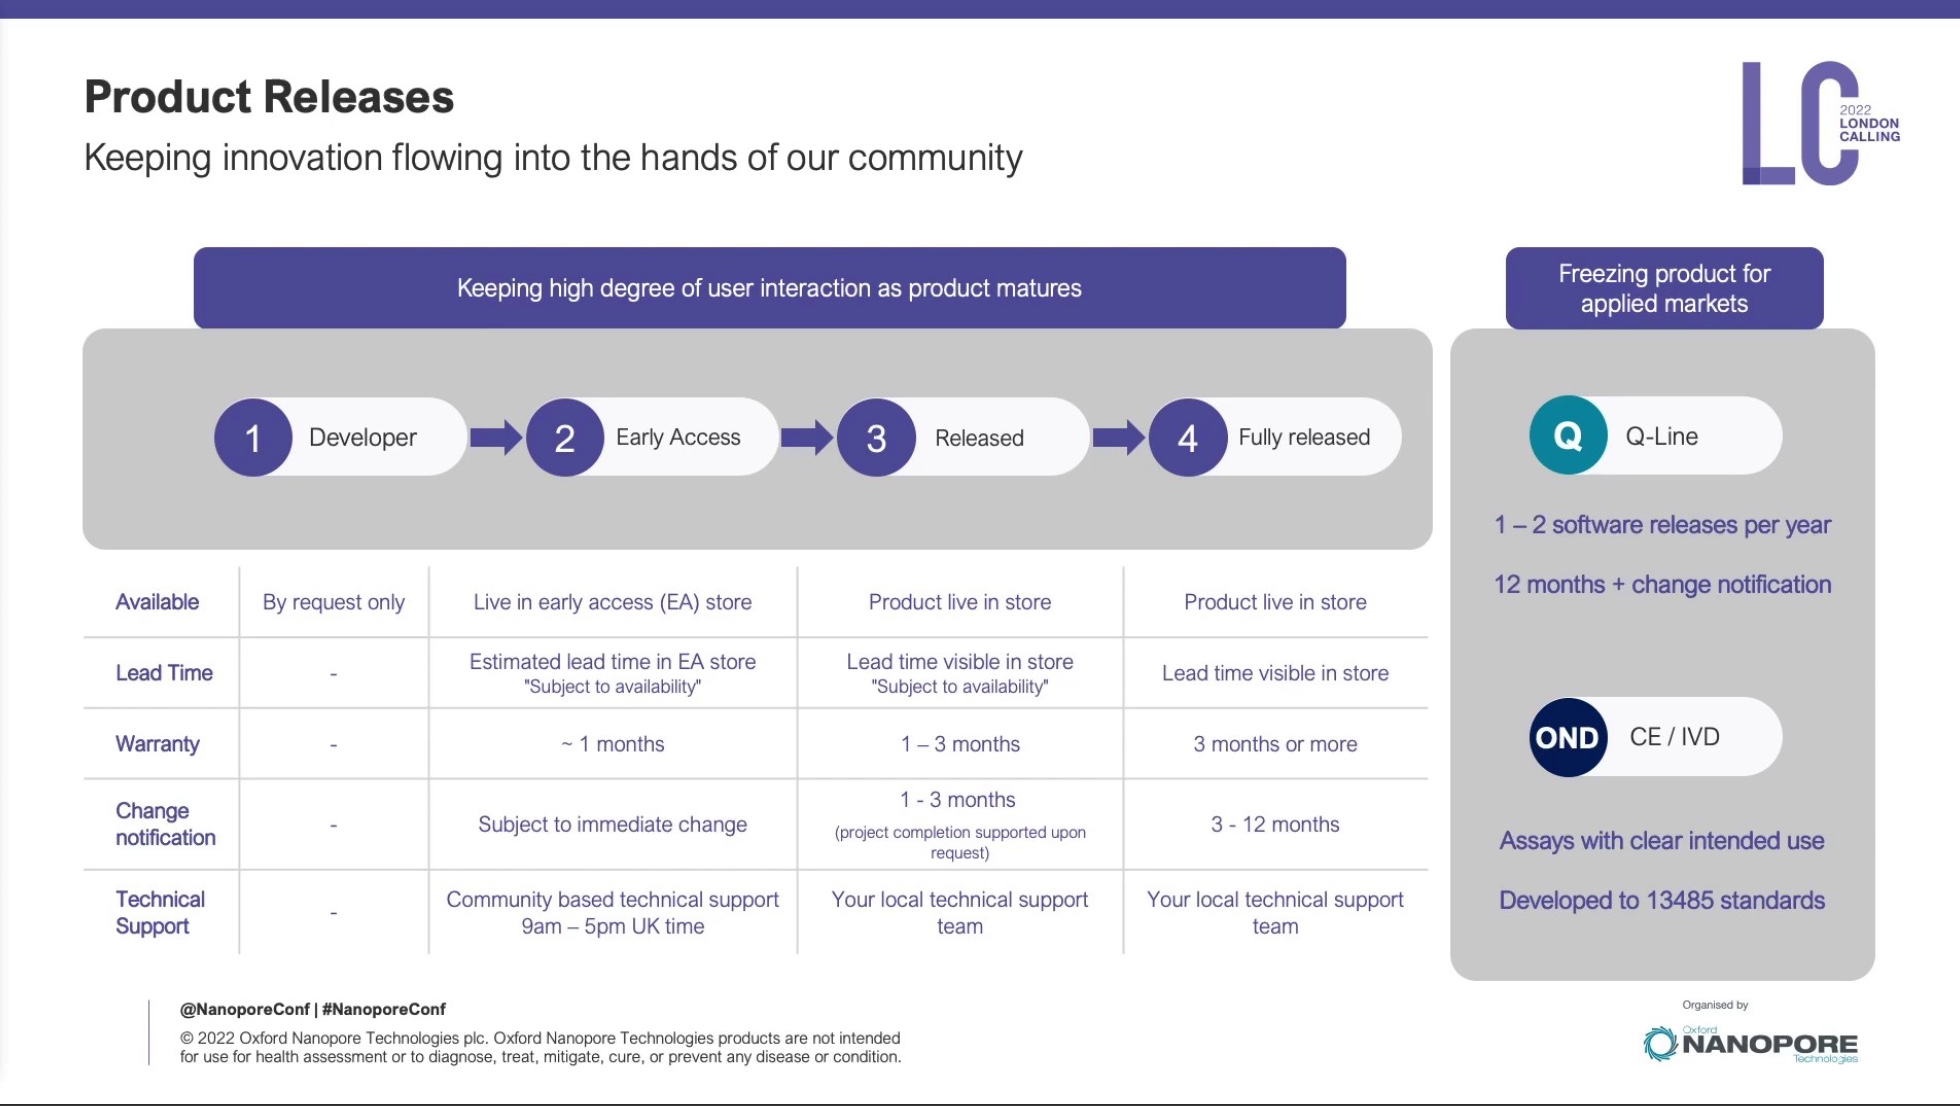 Product Releases
Keeping innovation flowing into the hands of our community
2022
LONDON
CALLING
LC
Keeping high degree of user interaction as product matures
Freezing product for
applied markets
1 Developer
2 Early Access
3 Released
4 Fully released
Q Q-Line
1 – 2 software releases per year
12 months + change notification
OND CE / IVD
Assays with clear intended use
Developed to 13485 standards
Available
By request only
Live in early access (EA) store
Product live in store
Product live in store
Lead Time
-
Estimated lead time in EA store
"Subject to availability"
Lead time visible in store
"Subject to availability"
Lead time visible in store
Warranty
-
~ 1 months
1 – 3 months
3 months or more
Change
notification
-
Subject to immediate change
1 - 3 months
(project completion supported upon
request)
3 - 12 months
Technical
Support
-
Community based technical support
9am – 5pm UK time
Your local technical support
team
Your local technical support
team
@NanoporeConf | #NanoporeConf
© 2022 Oxford Nanopore Technologies plc. Oxford Nanopore Technologies products are not intended
for use for health assessment or to diagnose, treat, mitigate, cure, or prevent any disease or condition.
Organised by
Oxford
NANOPORE
Technologies